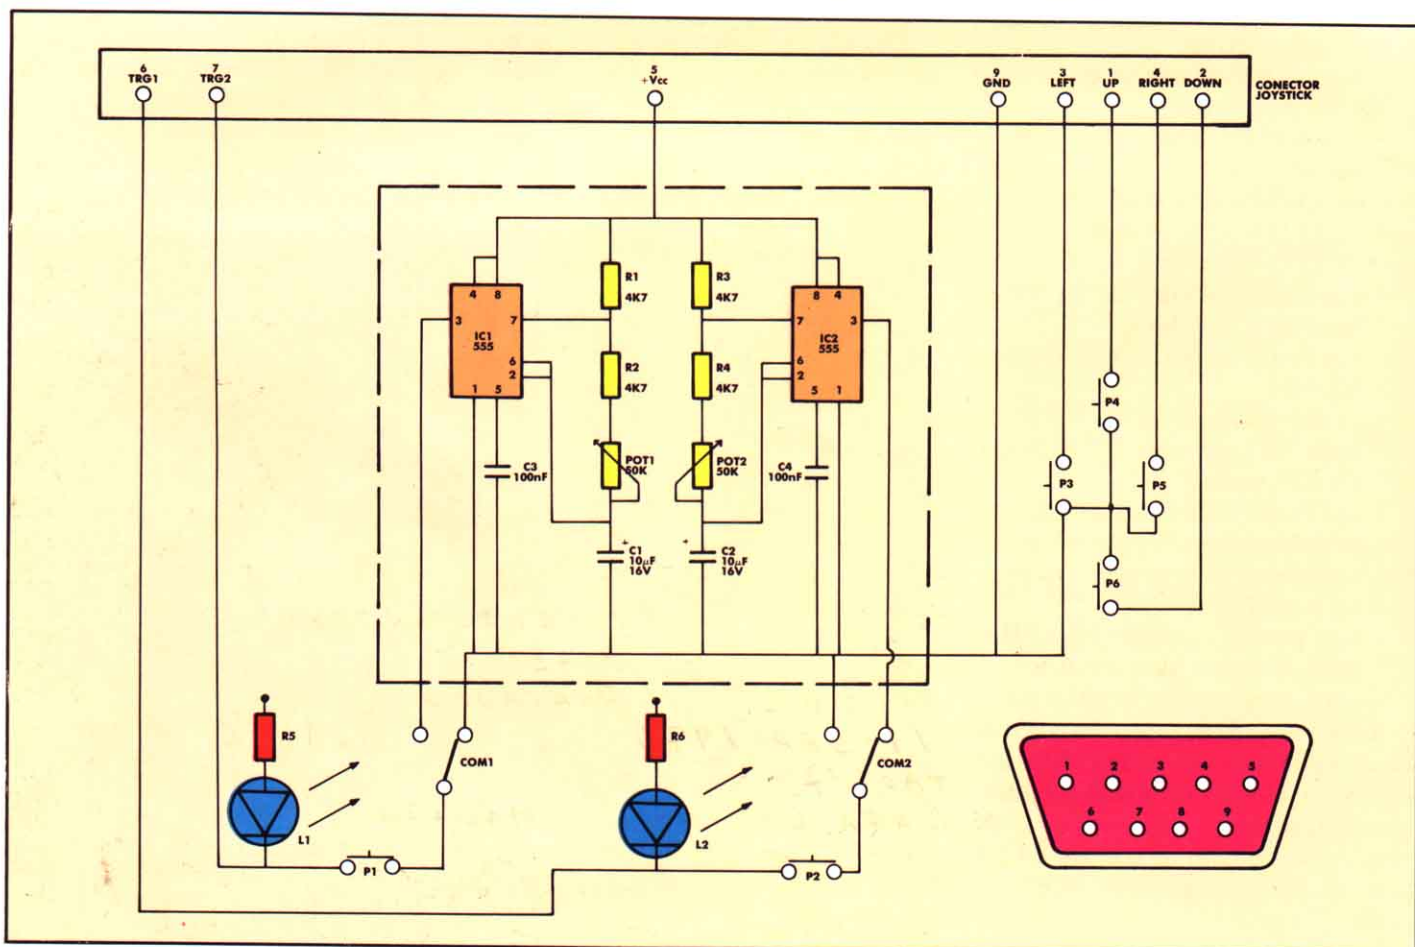 6
TRG1
7
TRG2
5
+Vcc
9
GND
3
LEFT
1
UP
4
RIGHT
2
DOWN
CONECTOR
JOYSTICK
4 8
3
7
IC1
555
6
2
1 5
R1
4K7
R3
4K7
8 4
7
3
IC2
555
6
2
5 1
R2
4K7
R4
4K7
P4
C3
100nF
POT1
50K
POT2
50K
C4
100nF
P3
P5
+
C1
10µF
16V
+
C2
10µF
16V
P6
R5
COM1
R6
COM2
L1
P1
L2
P2
1 2 3 4 5
6 7 8 9